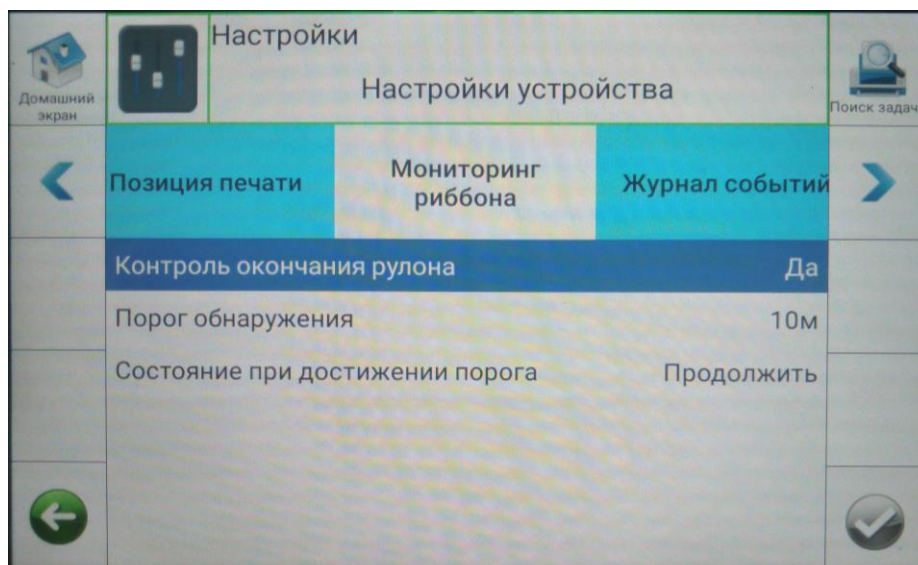 Настройки
Настройки устройства
Домашний
экран
Поиск задач
Позиция печати
Мониторинг
риббона
Журнал событий
Контроль окончания рулона Да
Порог обнаружения 10м
Состояние при достижении порога Продолжить